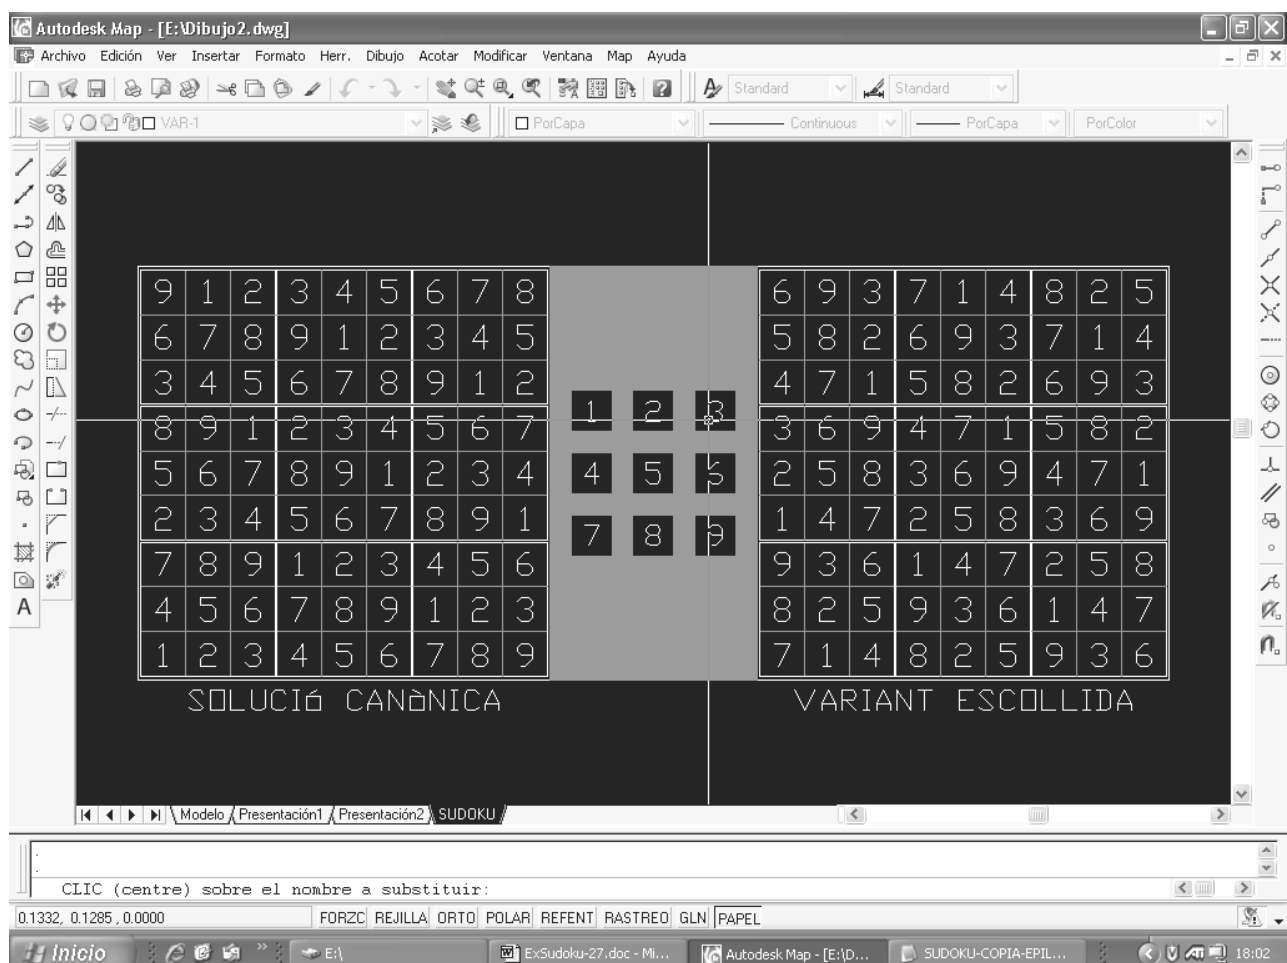 Autodesk Map - [E:\Dibujo2.dwg]
Archivo Edición Ver Insertar Formato Herr. Dibujo Acotar Modificar Ventana Map Ayuda
Standard Standard
VAR-1 PorCapa Continuous PorCapa PorColor
9 1 2 3 4 5 6 7 8 6 9 3 7 1 4 8 2 5
6 7 8 9 1 2 3 4 5 5 8 2 6 9 3 7 1 4
3 4 5 6 7 8 9 1 2 4 7 1 5 8 2 6 9 3
1 2 3
8 9 1 2 3 4 5 6 7 3 6 9 4 7 1 5 8 2
5 6 7 8 9 1 2 3 4 4 5 6 2 5 8 3 6 9 4 7 1
2 3 4 5 6 7 8 9 1 1 4 7 2 5 8 3 6 9
7 8 9
7 8 9 1 2 3 4 5 6 9 3 6 1 4 7 2 5 8
4 5 6 7 8 9 1 2 3 8 2 5 9 3 6 1 4 7
1 2 3 4 5 6 7 8 9 7 1 4 8 2 5 9 3 6
SOLUCIó CANòNICA VARIANT ESCOLLIDA
Modelo Presentación1 Presentación2 SUDOKU
CLIC (centre) sobre el nombre a substituir:
0.1332, 0.1285, 0.0000 FORZC REJILLA ORTO POLAR REFENT RASTREO GLN PAPEL
Inicio E:\ ExSudoku-27.doc - Mi... Autodesk Map - [E:\D... SUDOKU-COPIA-EPIL... 18:02